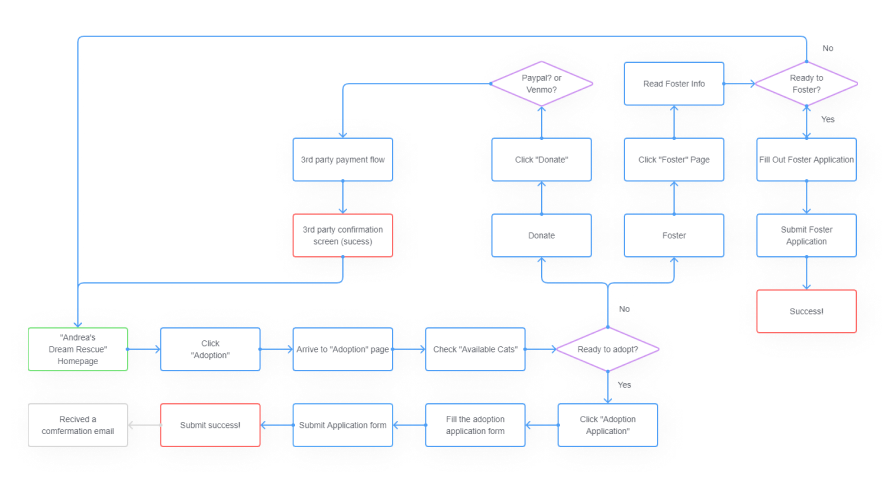 No
Paypal? or
Venmo?
Read Foster Info
Ready to
Foster?
Yes
3rd party payment flow
Click "Donate"
Click "Foster" Page
Fill Out Foster Application
3rd party confirmation
screen (sucess)
Donate
Foster
Submit Foster
Application
No
Success!
"Andrea's
Dream Rescue"
Homepage
Click
"Adoption"
Arrive to "Adoption" page
Check "Available Cats"
Ready to adopt?
Yes
Recived a
comfermation email
Submit success!
Submit Application form
Fill the adoption
application form
Click "Adoption
Application"